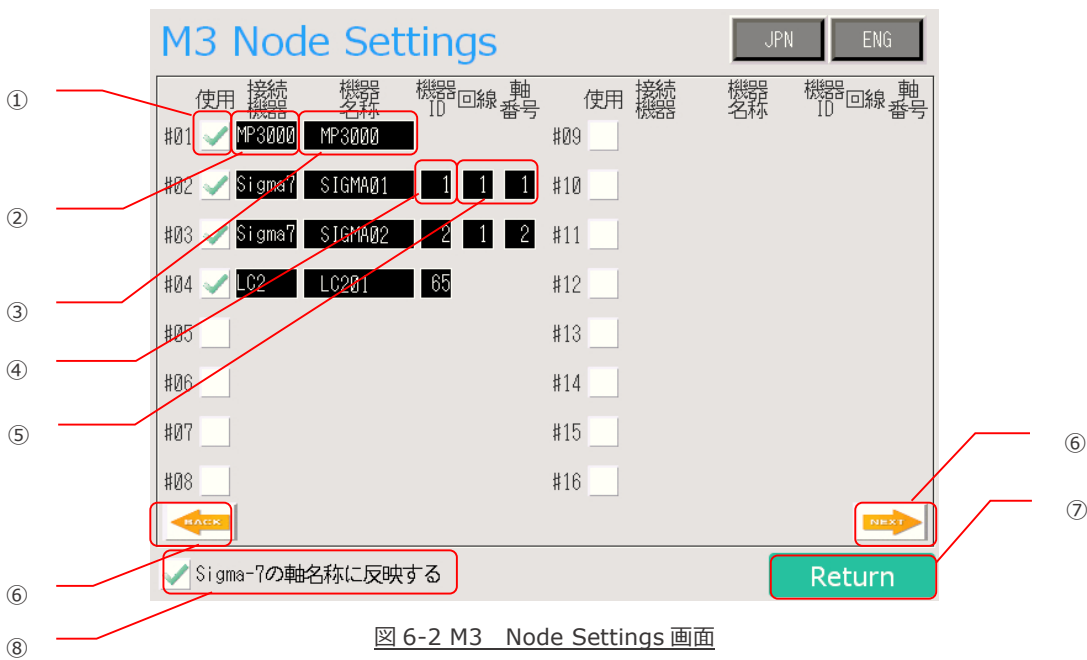 M3 Node Settings
JPN
ENG
使用 接続機器 機器名称 機器ID 回線 軸番号
使用 接続機器 機器名称 機器ID 回線 軸番号
①
#01 MP3000 MP3000
#09
#02 Sigma7 SIGMA01 1 1 1
#10
②
#03 Sigma7 SIGMA02 2 1 2
#11
#04 LC2 LC201 65
#12
③
#05
#13
④
#06
#14
⑤
#07
#15
⑥
#08
#16
BACK
NEXT
⑦
⑥
Sigma-7の軸名称に反映する
Return
⑧
図 6-2 M3 Node Settings 画面